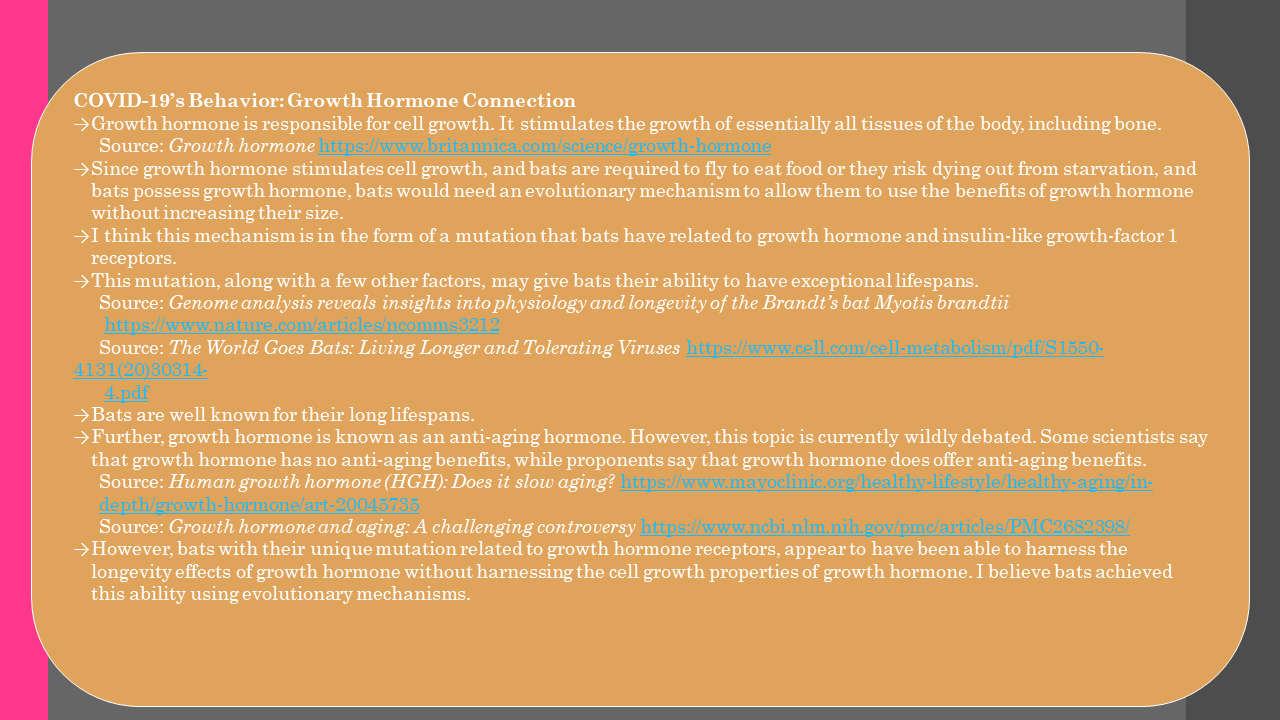 COVID-19’s Behavior: Growth Hormone Connection
→Growth hormone is responsible for cell growth. It stimulates the growth of essentially all tissues of the body, including bone.
Source: Growth hormone https://www.britannica.com/science/growth-hormone
→Since growth hormone stimulates cell growth, and bats are required to fly to eat food or they risk dying out from starvation, and
bats possess growth hormone, bats would need an evolutionary mechanism to allow them to use the benefits of growth hormone
without increasing their size.
→I think this mechanism is in the form of a mutation that bats have related to growth hormone and insulin-like growth-factor 1
receptors.
→This mutation, along with a few other factors, may give bats their ability to have exceptional lifespans.
Source: Genome analysis reveals insights into physiology and longevity of the Brandt’s bat Myotis brandtii
https://www.nature.com/articles/ncomms3212
Source: The World Goes Bats: Living Longer and Tolerating Viruses https://www.cell.com/cell-metabolism/pdf/S1550-
4131(20)30314-
4.pdf
→Bats are well known for their long lifespans.
→Further, growth hormone is known as an anti-aging hormone. However, this topic is currently wildly debated. Some scientists say
that growth hormone has no anti-aging benefits, while proponents say that growth hormone does offer anti-aging benefits.
Source: Human growth hormone (HGH): Does it slow aging? https://www.mayoclinic.org/healthy-lifestyle/healthy-aging/in-
depth/growth-hormone/art-20045735
Source: Growth hormone and aging: A challenging controversy https://www.ncbi.nlm.nih.gov/pmc/articles/PMC2682398/
→However, bats with their unique mutation related to growth hormone receptors, appear to have been able to harness the
longevity effects of growth hormone without harnessing the cell growth properties of growth hormone. I believe bats achieved
this ability using evolutionary mechanisms.